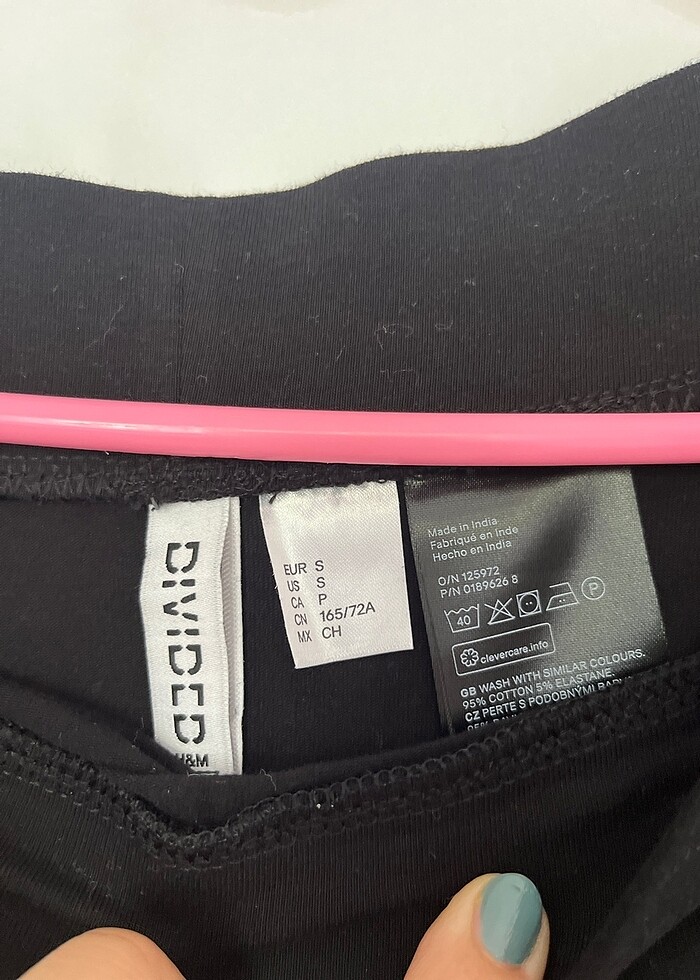 DIVIDED
H&M
EUR S
US S
CA P
CN 165/72A
MX CH
Made in India
Fabriqué en Inde
Hecho en India
O/N 125972
P/N 0189626 8
40
P
clevercare.info
GB WASH WITH SIMILAR COLOURS.
95% COTTON 5% ELASTANE.
CZ PERTE S PODOBNÝMI